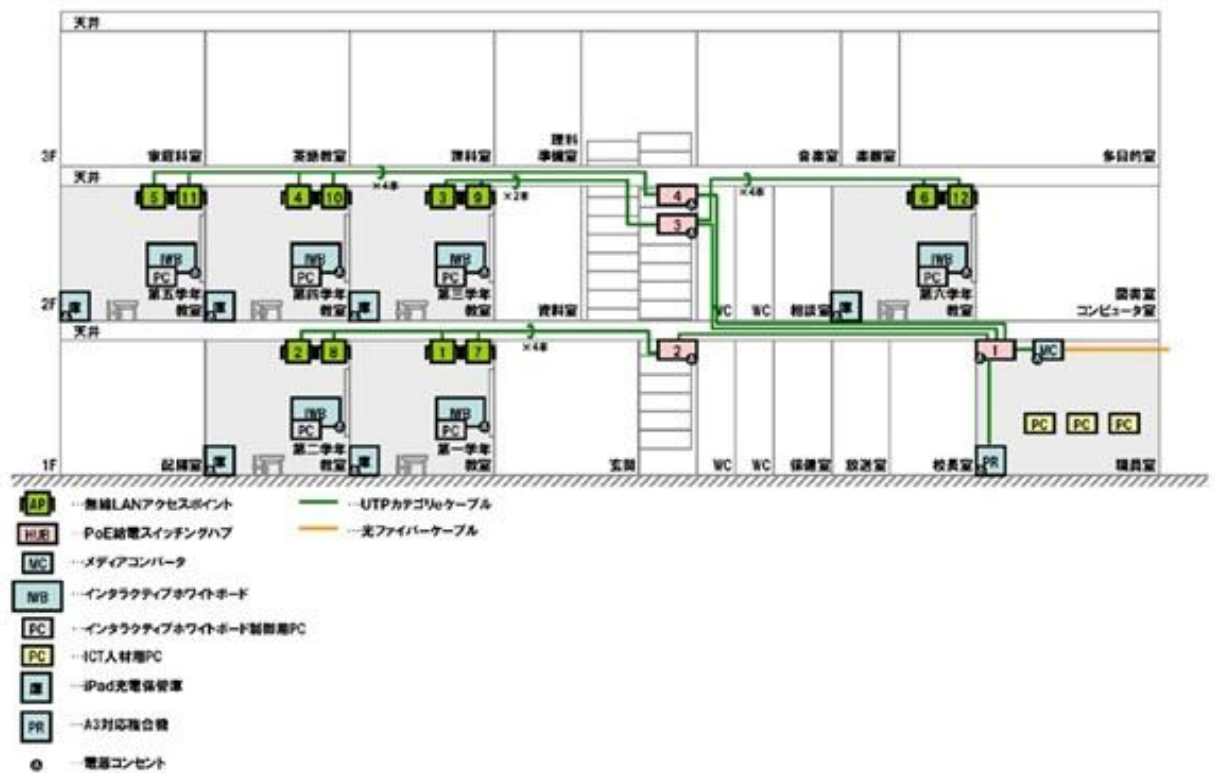 天井
3F
家庭科室
英語教室
理科室
理科
準備室
音楽室
楽器室
多目的室
天井
×4本
×2本
×4本
5
11
4
10
3
9
4
3
6
12
IWB
PC
IWB
PC
IWB
PC
IWB
PC
第五学年
教室
第四学年
教室
第三学年
教室
第六学年
教室
2F
庫
庫
庫
資料室
WC
WC
相談室
庫
図書室
コンピュータ室
天井
×4本
2
8
1
7
2
1
MC
IWB
PC
IWB
PC
PC
PC
PC
第二学年
教室
第一学年
教室
1F
記陽室
庫
庫
玄関
WC
WC
保健室
放送室
校長室
PR
職員室
AP
…無線LANアクセスポイント
…UTPカテゴリeケーブル
HUB
…PoE給電スイッチングハブ
…光ファイバーケーブル
MC
…メディアコンバータ
IWB
…インタラクティブホワイトボード
PC
…インタラクティブホワイトボード制御用PC
PC
…ICT人材用PC
庫
…iPad充電保管庫
PR
…A3対応複合機
…電源コンセント